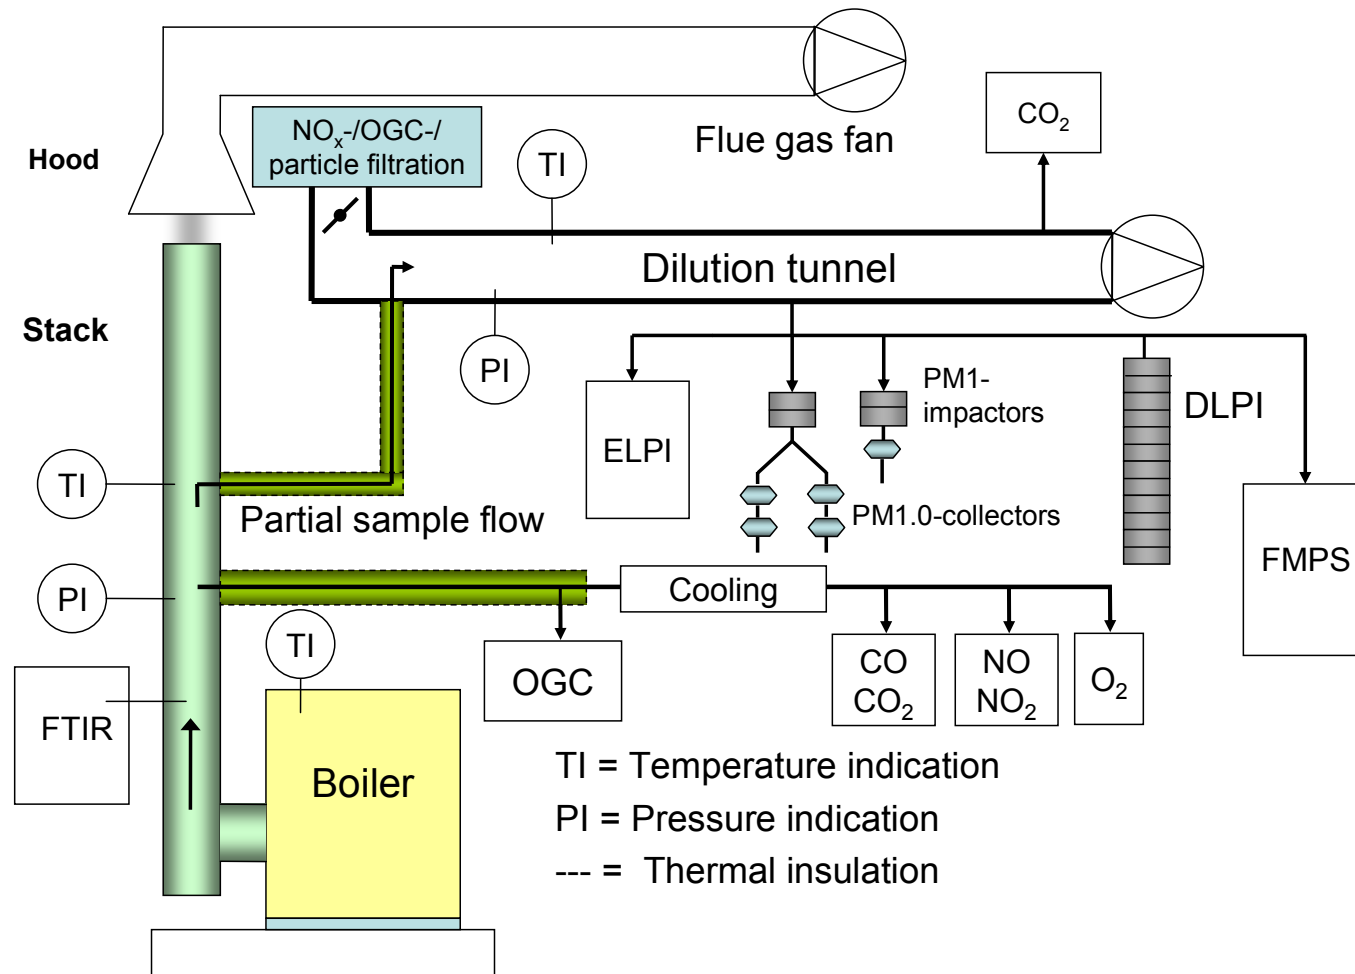 Flue gas fan
CO₂
Hood
NOₓ-/OGC-/
particle filtration
TI
Dilution tunnel
Stack
PI
PM1-
impactors
DLPI
ELPI
TI
Partial sample flow
PM1.0-collectors
FMPS
PI
Cooling
TI
OGC
CO
CO₂
NO
NO₂
O₂
FTIR
Boiler
TI = Temperature indication
PI = Pressure indication
--- = Thermal insulation